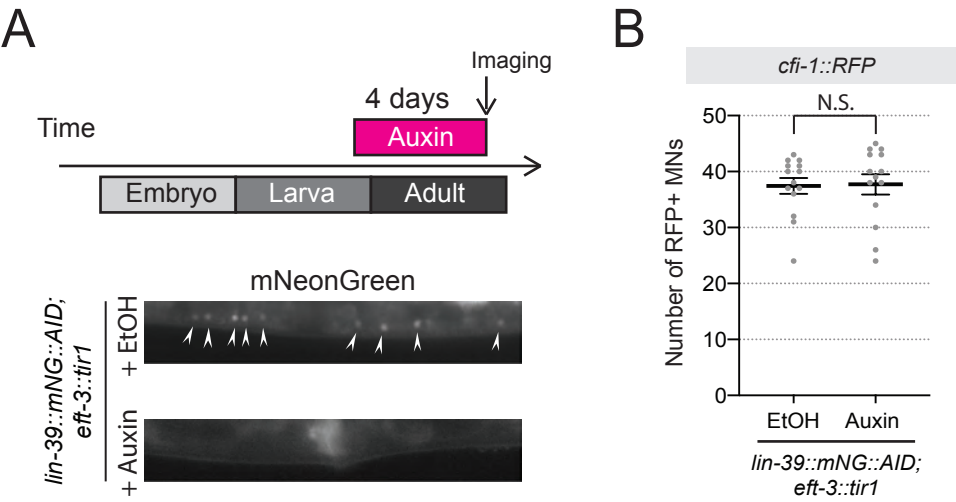 A
Imaging
4 days
Time
Auxin
Embryo
Larva
Adult
mNeonGreen
lin-39::mNG::AID;
eft-3::tir1
+ EtOH
+ Auxin
B
cfi-1::RFP
N.S.
Number of RFP+ MNs
50
40
30
20
10
0
EtOH
Auxin
lin-39::mNG::AID;
eft-3::tir1